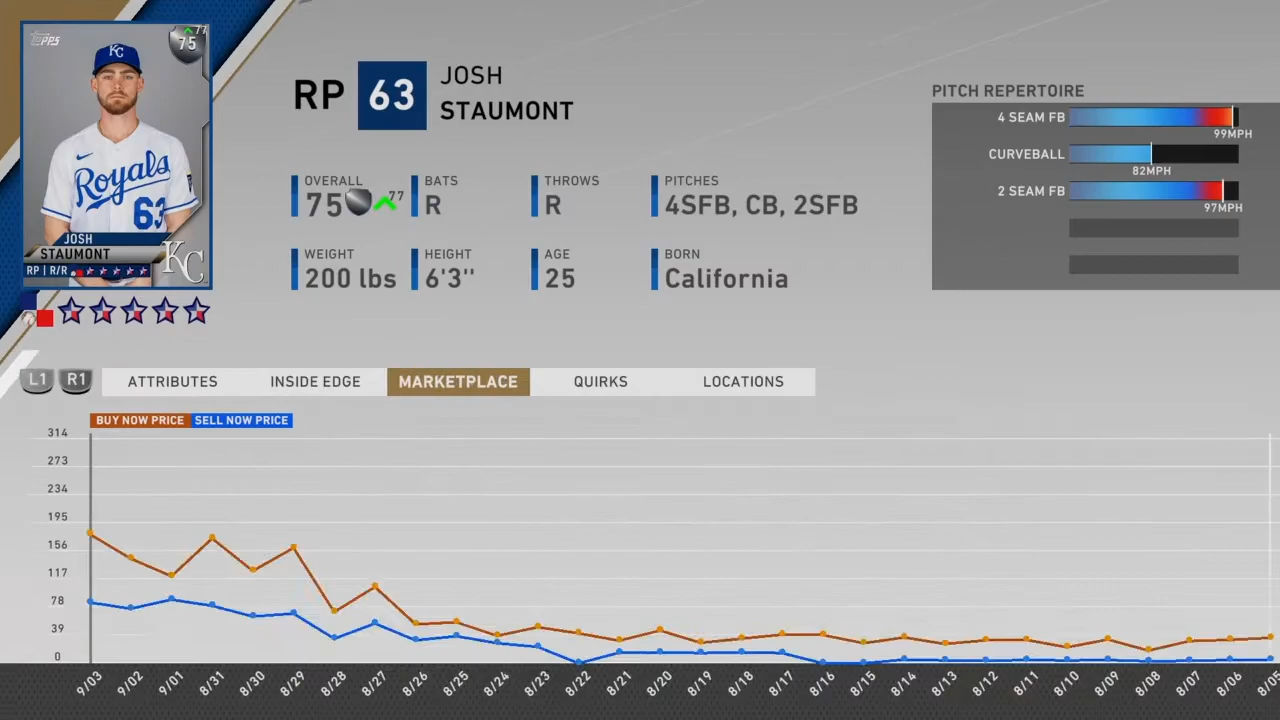 TOPPS
77
75
KC
Royals
63
JOSH
STAUMONT
RP | R/R
KC
RP 63 JOSH
STAUMONT
OVERALL
75 77
BATS
R
THROWS
R
PITCHES
4SFB, CB, 2SFB
WEIGHT
200 lbs
HEIGHT
6'3''
AGE
25
BORN
California
PITCH REPERTOIRE
4 SEAM FB
99MPH
CURVEBALL
82MPH
2 SEAM FB
97MPH
L1 R1 ATTRIBUTES INSIDE EDGE MARKETPLACE QUIRKS LOCATIONS
BUY NOW PRICE SELL NOW PRICE
314
273
234
195
156
117
78
39
0
9/03 9/02 9/01 8/31 8/30 8/29 8/28 8/27 8/26 8/25 8/24 8/23 8/22 8/21 8/20 8/19 8/18 8/17 8/16 8/15 8/14 8/13 8/12 8/11 8/10 8/09 8/08 8/07 8/06 8/05